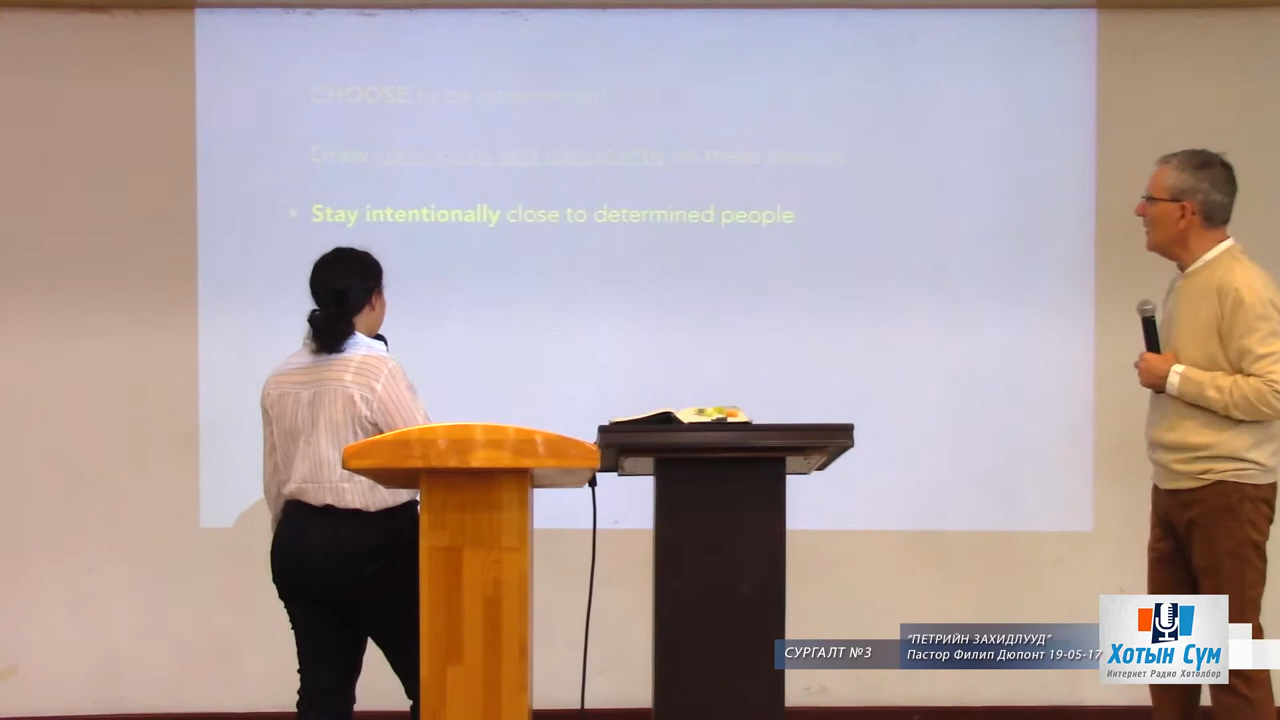 CHOOSE to be determined!
Draw
• Stay intentionally close to determined people
СУРГАЛТ №3
"ПЕТРИЙН ЗАХИДЛУУД"
Пастор Филип Дюпонт 19-05-17
Хотын Сүм
Интернет Радио Хөтөлбөр